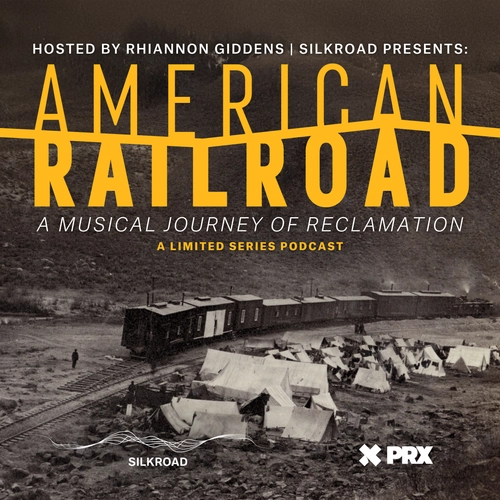 HOSTED BY RHIANNON GIDDENS | SILKROAD PRESENTS:
AMERICAN
RAILROAD
A MUSICAL JOURNEY OF RECLAMATION
A LIMITED SERIES PODCAST
SILKROAD
PRX